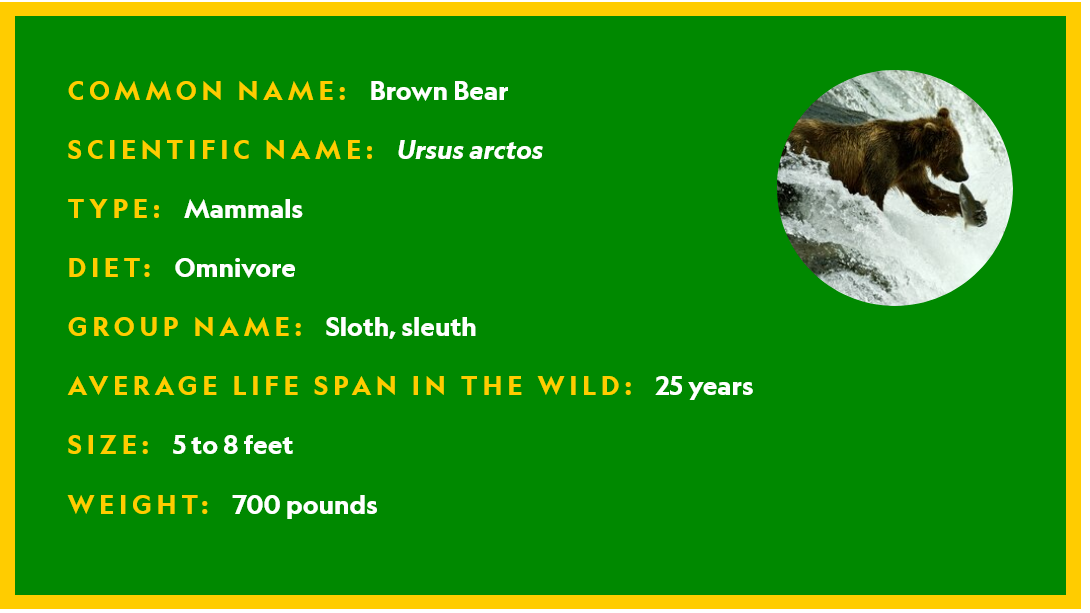 COMMON NAME: Brown Bear
SCIENTIFIC NAME: Ursus arctos
TYPE: Mammals
DIET: Omnivore
GROUP NAME: Sloth, sleuth
AVERAGE LIFE SPAN IN THE WILD: 25 years
SIZE: 5 to 8 feet
WEIGHT: 700 pounds